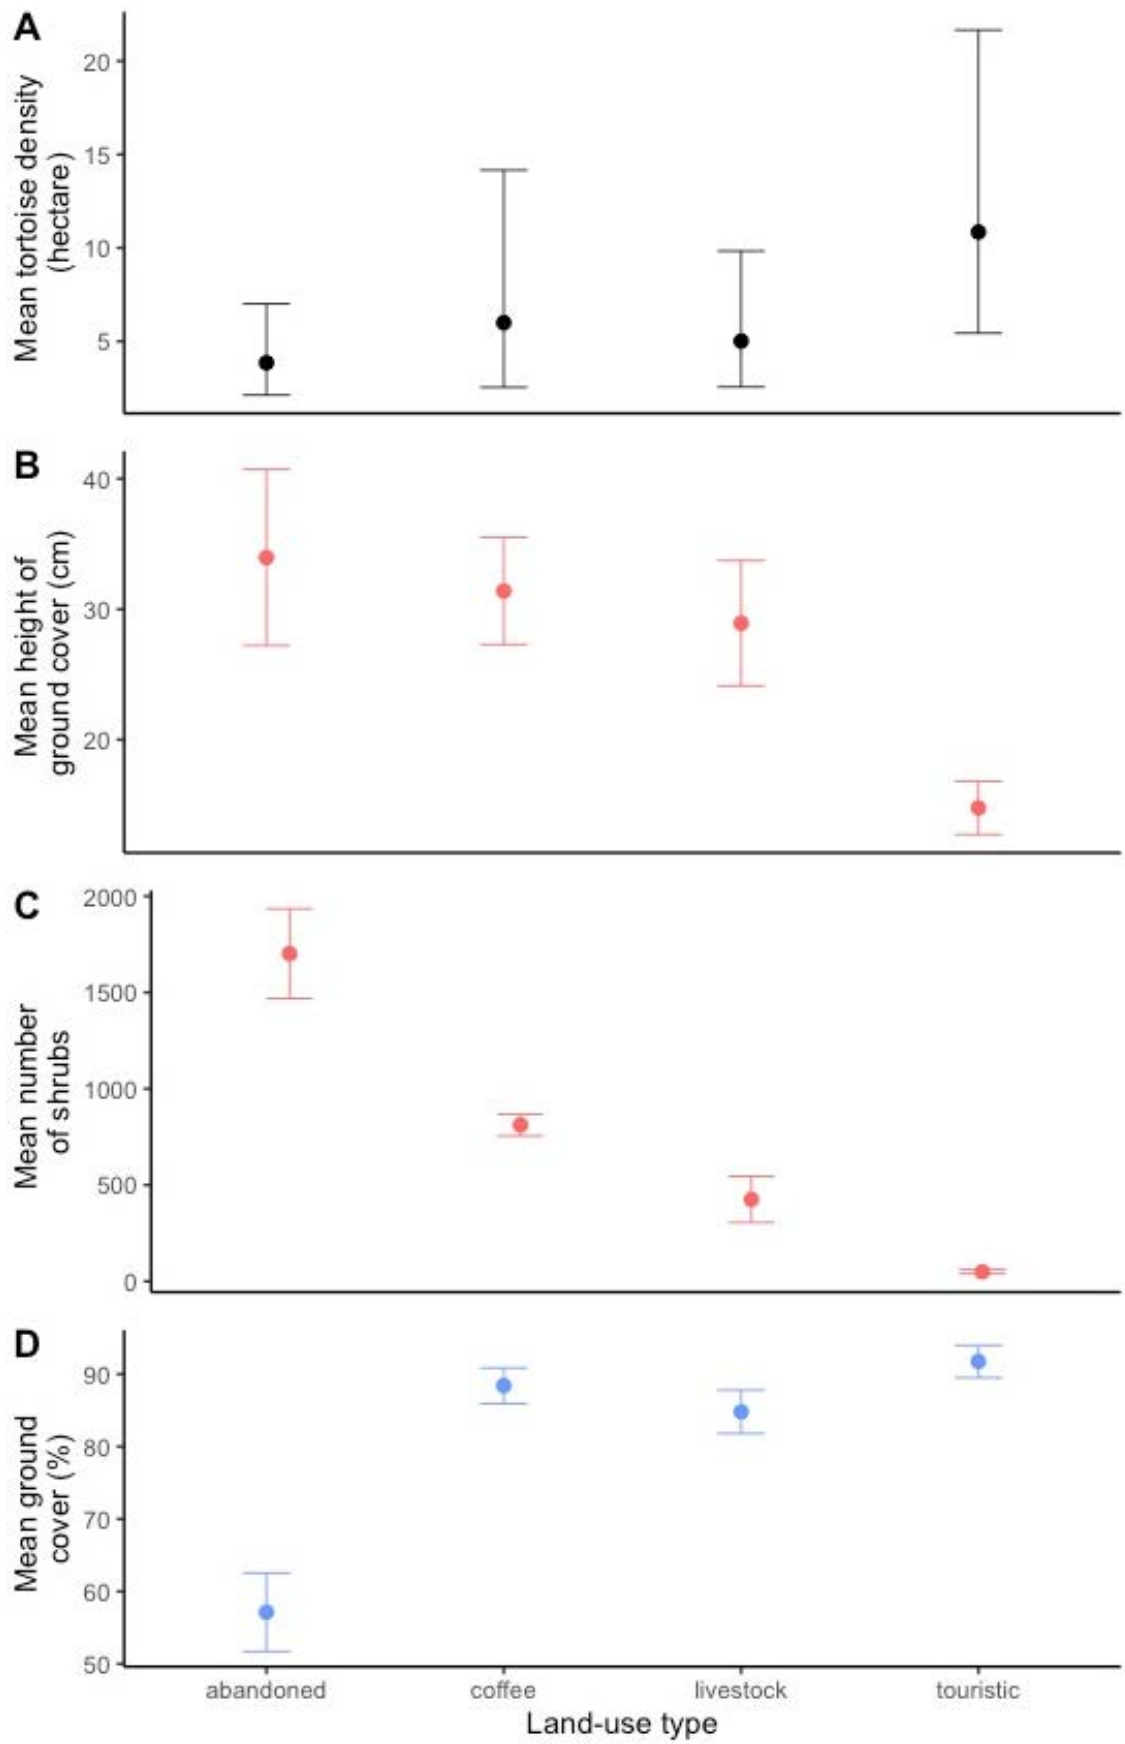 A
Mean tortoise density
(hectare)
20
15
10
5
B
Mean height of
ground cover (cm)
40
30
20
C
Mean number
of shrubs
2000
1500
1000
500
0
D
Mean ground
cover (%)
90
80
70
60
50
abandoned coffee livestock touristic
Land-use type